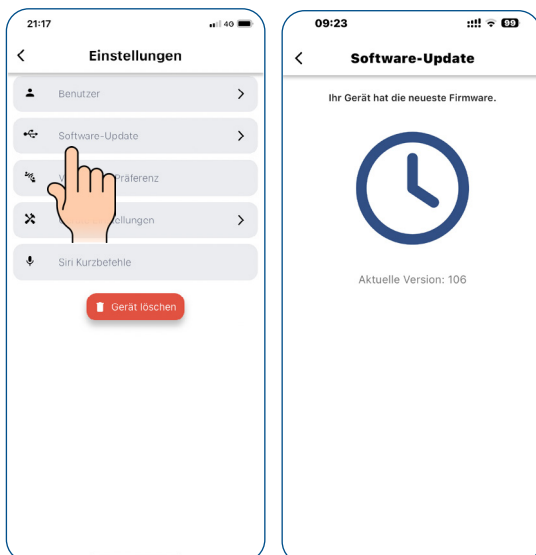 21:17
4G
Einstellungen
Benutzer
Software-Update
V Präferenz
ellungen
Siri Kurzbefehle
Gerät löschen
09:23
99
Software-Update
Ihr Gerät hat die neueste Firmware.
Aktuelle Version: 106